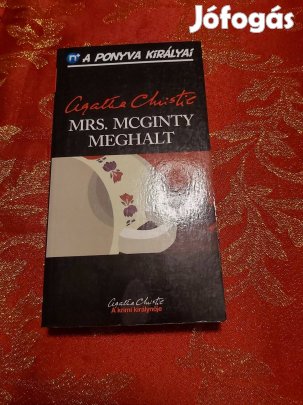 Jófogás
n A PONYVA KIRÁLYAI
Agatha Christie
MRS. MCGINTY
MEGHALT
Agatha Christie
A krimi királynője